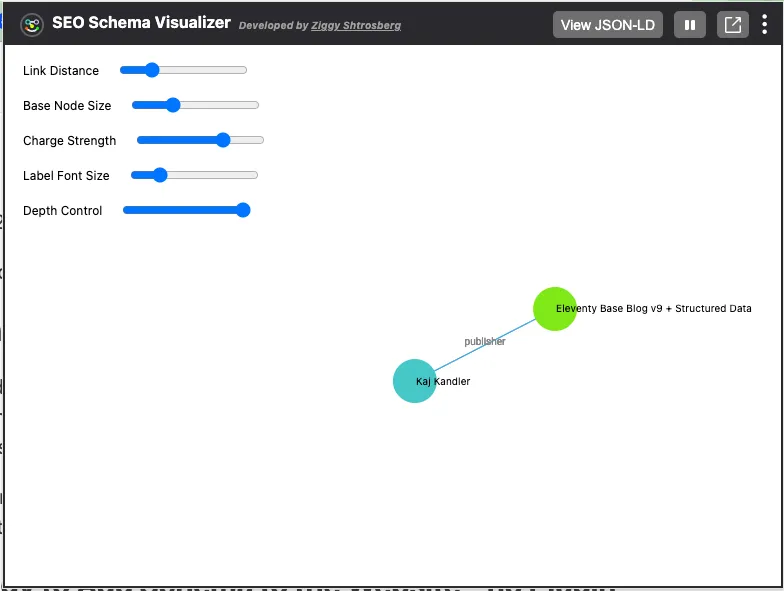 SEO Schema Visualizer Developed by Ziggy Shtrosberg View JSON-LD
Link Distance
Base Node Size
Charge Strength
Label Font Size
Depth Control
Eleventy Base Blog v9 + Structured Data
publisher
Kaj Kandler